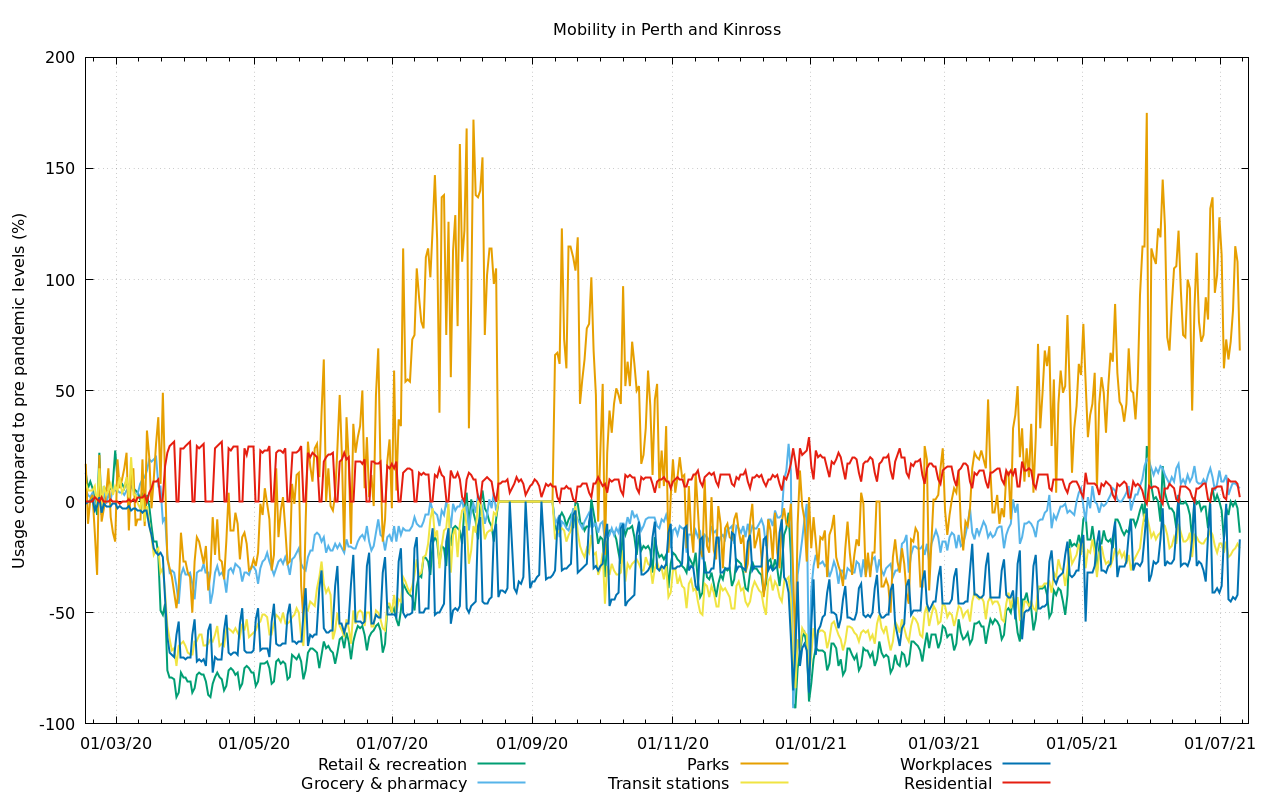 Mobility in Perth and Kinross
Usage compared to pre pandemic levels (%)
200
150
100
50
0
-50
-100
01/03/20 01/05/20 01/07/20 01/09/20 01/11/20 01/01/21 01/03/21 01/05/21 01/07/21
Retail & recreation Parks Workplaces
Grocery & pharmacy Transit stations Residential